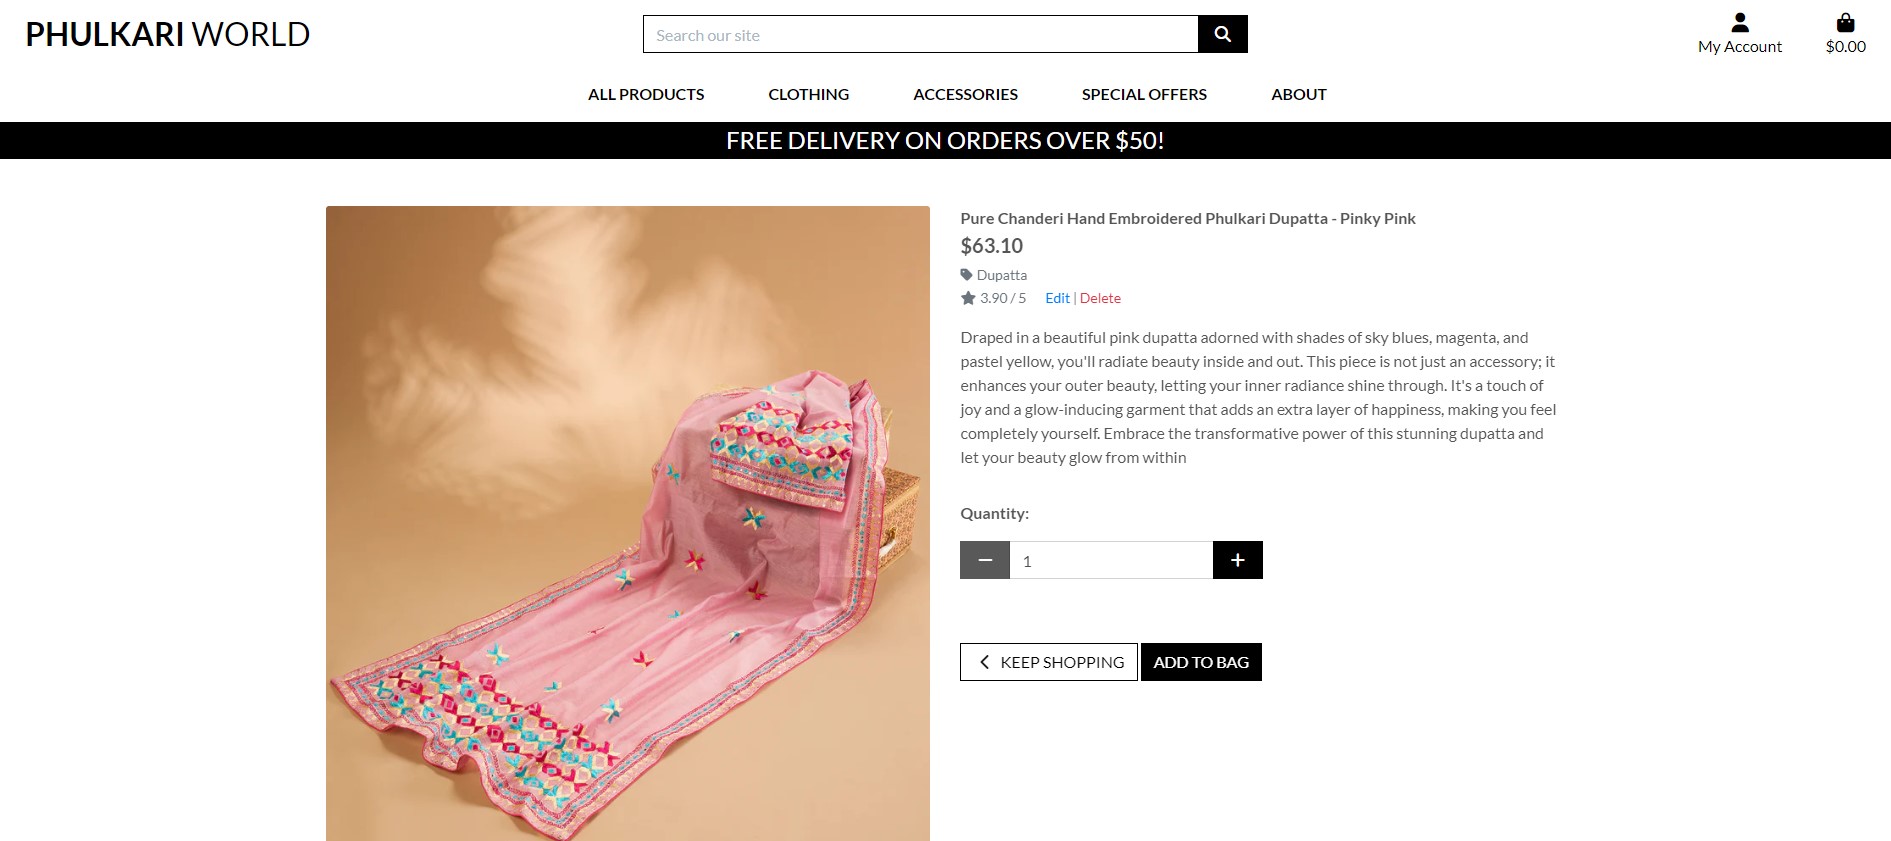 PHULKARI WORLD
Search our site
My Account
$0.00
ALL PRODUCTS
CLOTHING
ACCESSORIES
SPECIAL OFFERS
ABOUT
FREE DELIVERY ON ORDERS OVER $50!
Pure Chanderi Hand Embroidered Phulkari Dupatta - Pinky Pink
$63.10
Dupatta
3.90 / 5 Edit | Delete
Draped in a beautiful pink dupatta adorned with shades of sky blues, magenta, and
pastel yellow, you'll radiate beauty inside and out. This piece is not just an accessory; it
enhances your outer beauty, letting your inner radiance shine through. It's a touch of
joy and a glow-inducing garment that adds an extra layer of happiness, making you feel
completely yourself. Embrace the transformative power of this stunning dupatta and
let your beauty glow from within
Quantity:
1
KEEP SHOPPING
ADD TO BAG